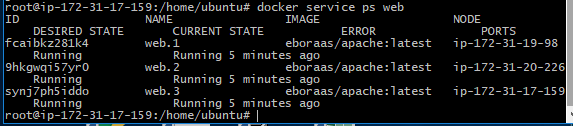 root@ip-172-31-17-159:/home/ubuntu# docker service ps web
ID NAME IMAGE NODE
DESIRED STATE CURRENT STATE ERROR PORTS
fcaibkz281k4 web.1 eboraas/apache:latest ip-172-31-19-98
Running Running 5 minutes ago
9hkgwqi57yr0 web.2 eboraas/apache:latest ip-172-31-20-226
Running Running 5 minutes ago
synj7ph5iddo web.3 eboraas/apache:latest ip-172-31-17-159
Running Running 5 minutes ago
root@ip-172-31-17-159:/home/ubuntu#